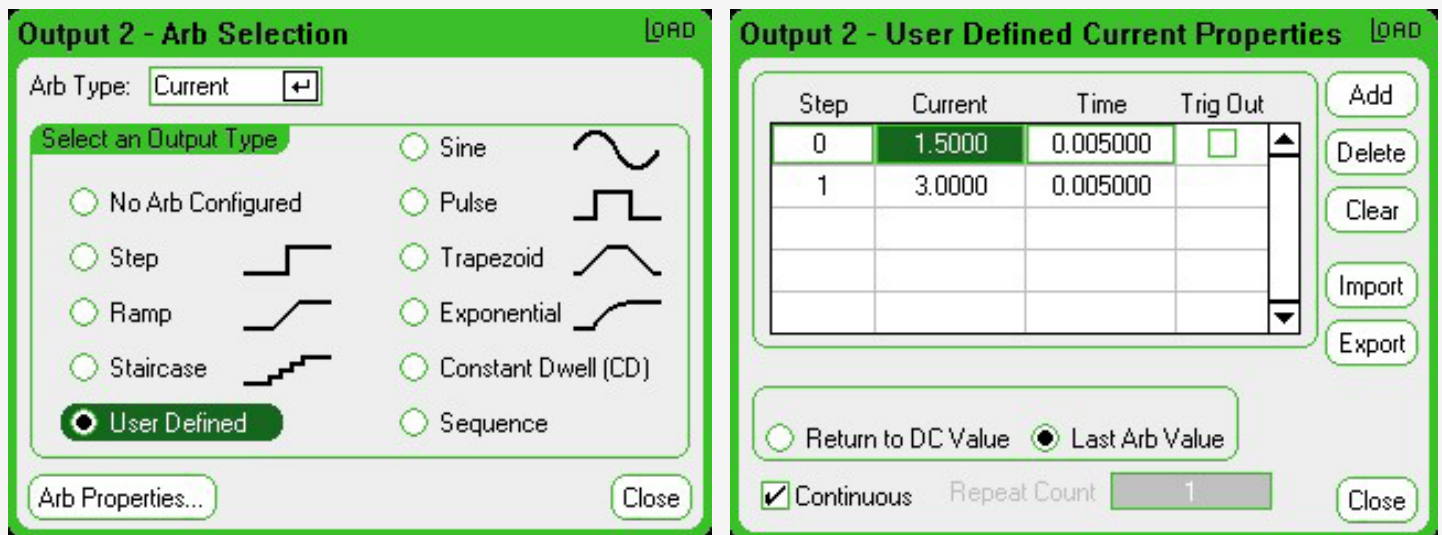 Output 2 - Arb Selection LOAD
Arb Type: Current
Select an Output Type
No Arb Configured
Step
Ramp
Staircase
User Defined
Sine
Pulse
Trapezoid
Exponential
Constant Dwell (CD)
Sequence
Arb Properties... Close
Output 2 - User Defined Current Properties LOAD
Step Current Time Trig Out
0 1.5000 0.005000
1 3.0000 0.005000
Add
Delete
Clear
Import
Export
Return to DC Value Last Arb Value
Continuous Repeat Count 1
Close